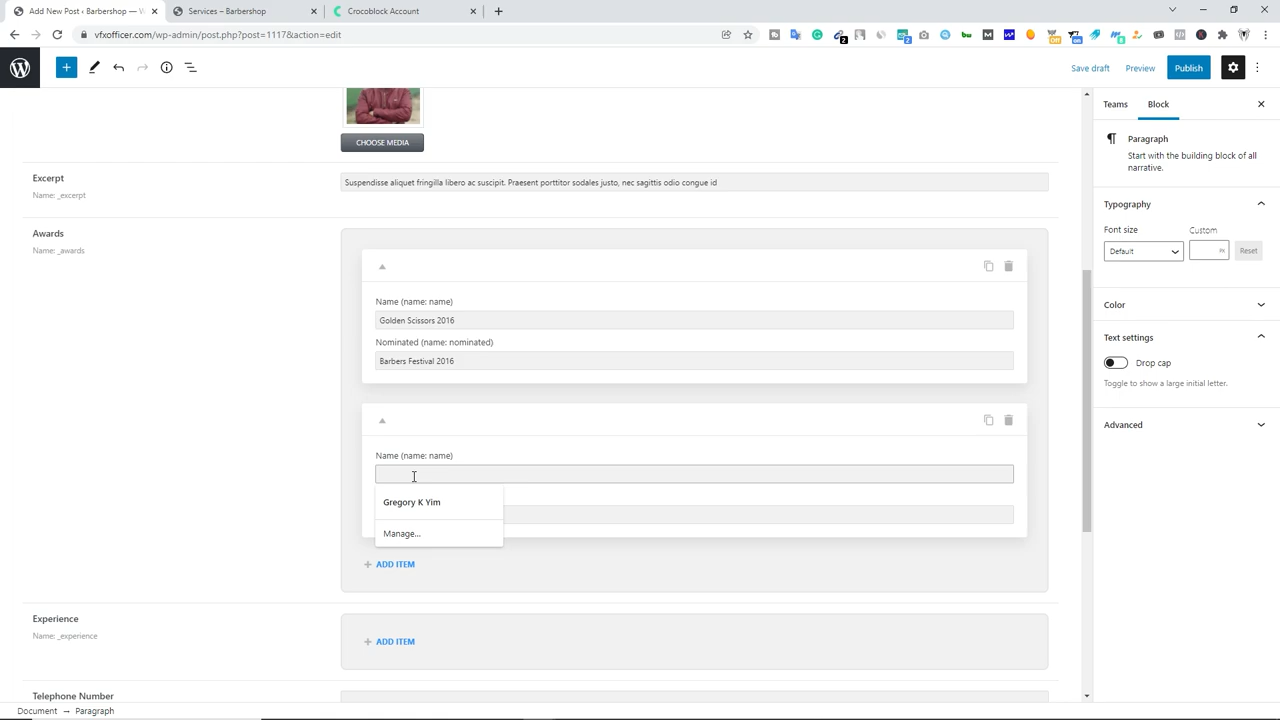 Add New Post ‹ Barbershop — W
Services – Barbershop
Crocoblock Account
vfxofficer.com/wp-admin/post.php?post=1117&action=edit
Save draft
Preview
Publish
CHOOSE MEDIA
Excerpt
Name: _excerpt
Suspendisse aliquet fringilla libero ac suscipit. Praesent porttitor sodales justo, nec sagittis odio congue id
Awards
Name: _awards
Name (name: name)
Golden Scissors 2016
Nominated (name: nominated)
Barbers Festival 2016
Name (name: name)
Gregory K Yim
Manage...
+ ADD ITEM
Experience
Name: _experience
+ ADD ITEM
Telephone Number
Document → Paragraph
Teams
Block
Paragraph
Start with the building block of all
narrative.
Typography
Font size
Custom
Default
PX
Reset
Color
Text settings
Drop cap
Toggle to show a large initial letter.
Advanced